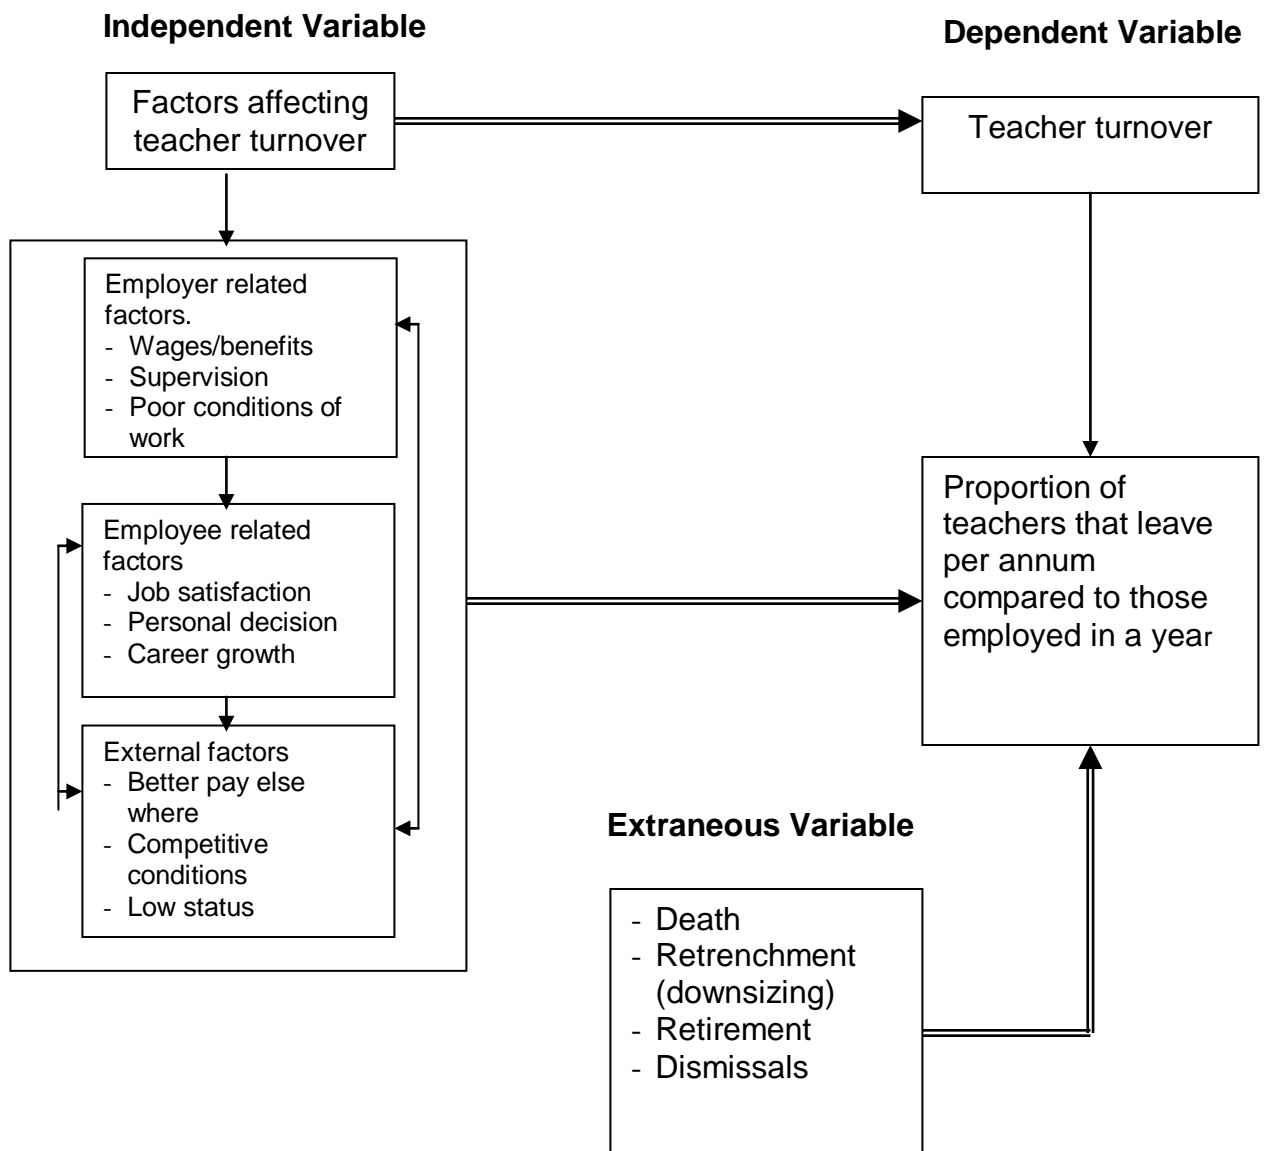 Independent Variable
Dependent Variable
Factors affecting
teacher turnover
Teacher turnover
Employer related
factors.
- Wages/benefits
- Supervision
- Poor conditions of
work
Employee related
factors
- Job satisfaction
- Personal decision
- Career growth
External factors
- Better pay else
where
- Competitive
conditions
- Low status
Proportion of
teachers that leave
per annum
compared to those
employed in a year
Extraneous Variable
- Death
- Retrenchment
(downsizing)
- Retirement
- Dismissals